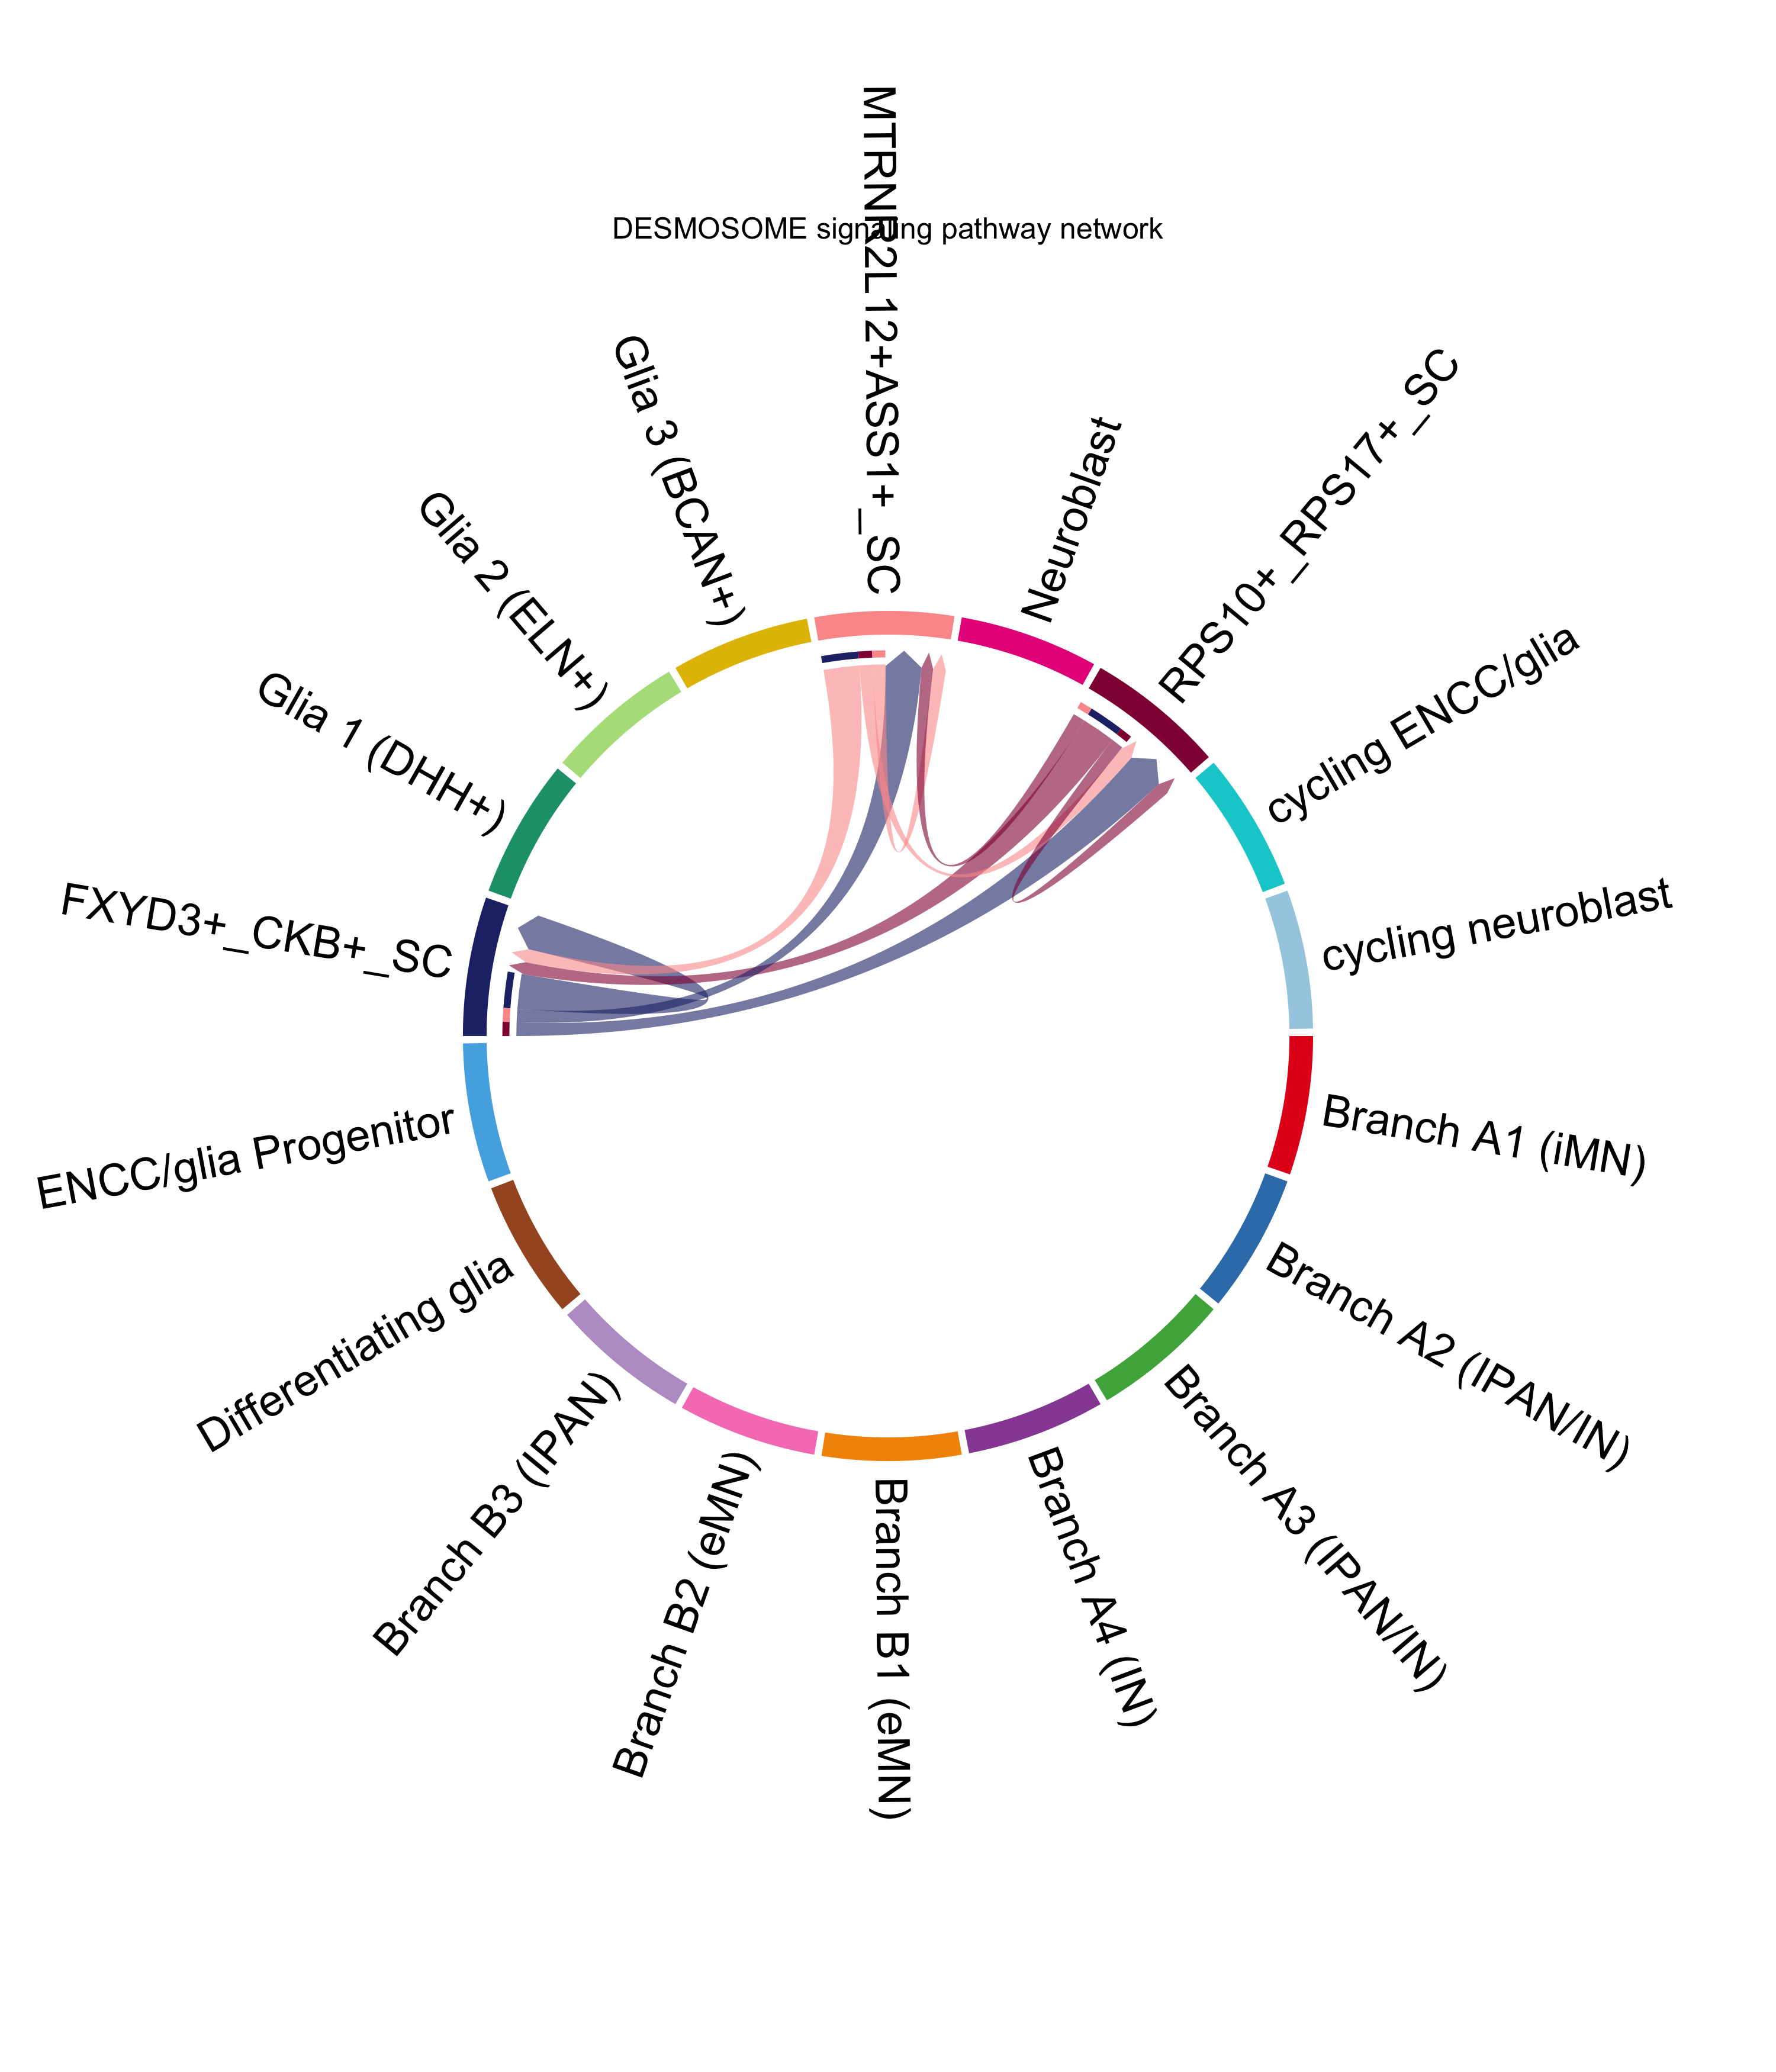 MTRNR2L12+ASS1+_SC
DESMOSOME signaling pathway network
Neuroblast
RPS10+_RPS17+_SC
cycling ENCC/glia
cycling neuroblast
Branch A1 (iMN)
Branch A2 (IPAN/IN)
Branch A3 (IPAN/IN)
Branch A4 (IN)
Branch B1 (eMN)
Branch B2 (eMN)
Branch B3 (IPAN)
Differentiating glia
ENCC/glia Progenitor
FXYD3+_CKB+_SC
Glia 1 (DHH+)
Glia 2 (ELN+)
Glia 3 (BCAN+)